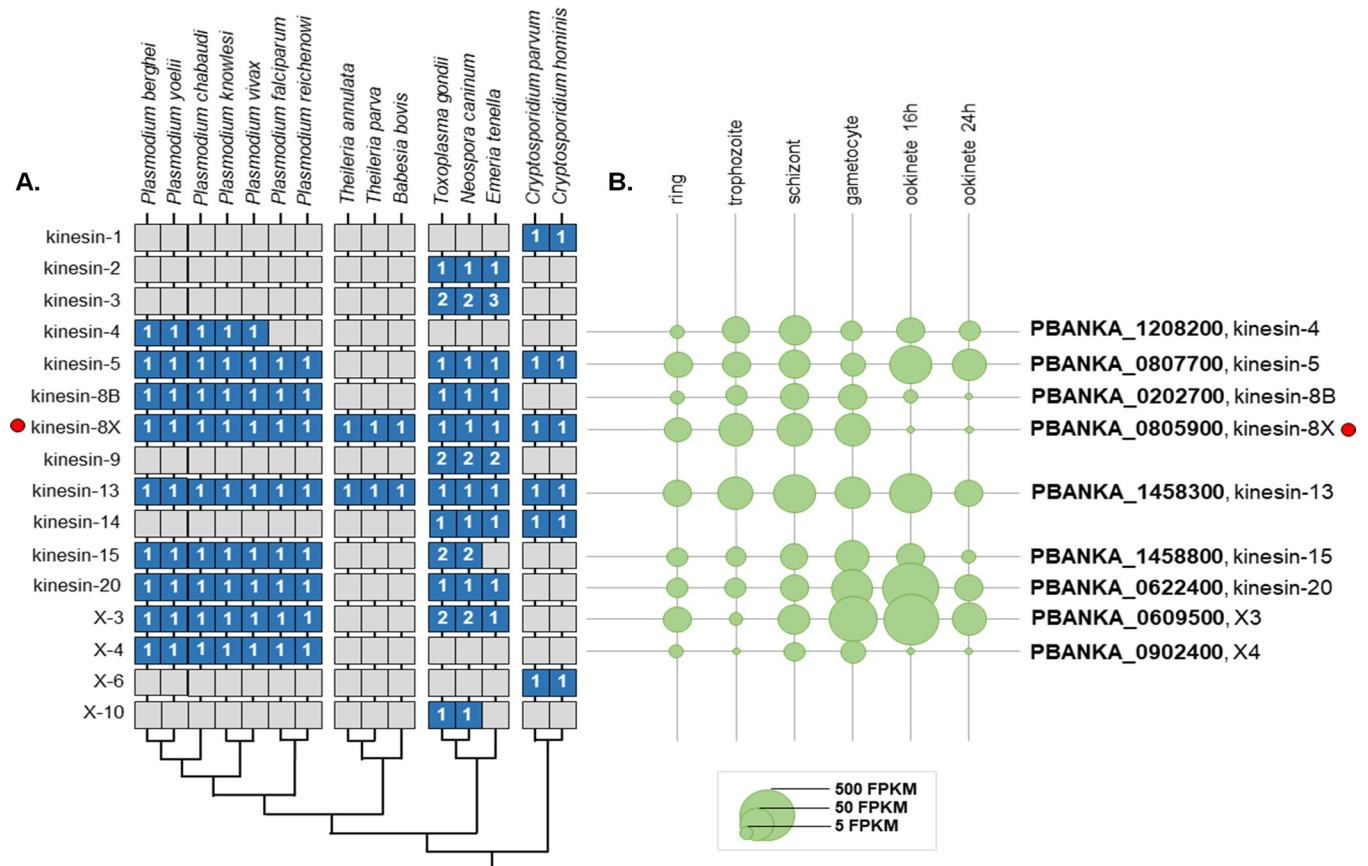 A.
Plasmodium berghei
Plasmodium yoelii
Plasmodium chabaudi
Plasmodium knowlesi
Plasmodium vivax
Plasmodium falciparum
Plasmodium reichenowi
Theileria annulata
Theileria parva
Babesia bovis
Toxoplasma gondii
Neospora caninum
Emeria tenella
Cryptosporidium parvum
Cryptosporidium hominis
kinesin-1 1 1
kinesin-2 1 1 1
kinesin-3 2 2 3
kinesin-4 1 1 1 1 1
kinesin-5 1 1 1 1 1 1 1 1 1 1 1 1
kinesin-8B 1 1 1 1 1 1 1 1 1 1
kinesin-8X 1 1 1 1 1 1 1 1 1 1 1 1 1 1 1
kinesin-9 2 2 2
kinesin-13 1 1 1 1 1 1 1 1 1 1 1 1 1 1 1
kinesin-14 1 1 1 1 1
kinesin-15 1 1 1 1 1 1 1 2 2
kinesin-20 1 1 1 1 1 1 1 1 1 1
X-3 1 1 1 1 1 1 1 2 2 1
X-4 1 1 1 1 1 1 1
X-6 1 1
X-10 1 1
B.
ring
trophozoite
schizont
gametocyte
ookinete 16h
ookinete 24h
PBANKA_1208200, kinesin-4
PBANKA_0807700, kinesin-5
PBANKA_0202700, kinesin-8B
PBANKA_0805900, kinesin-8X
PBANKA_1458300, kinesin-13
PBANKA_1458800, kinesin-15
PBANKA_0622400, kinesin-20
PBANKA_0609500, X3
PBANKA_0902400, X4
500 FPKM
50 FPKM
5 FPKM